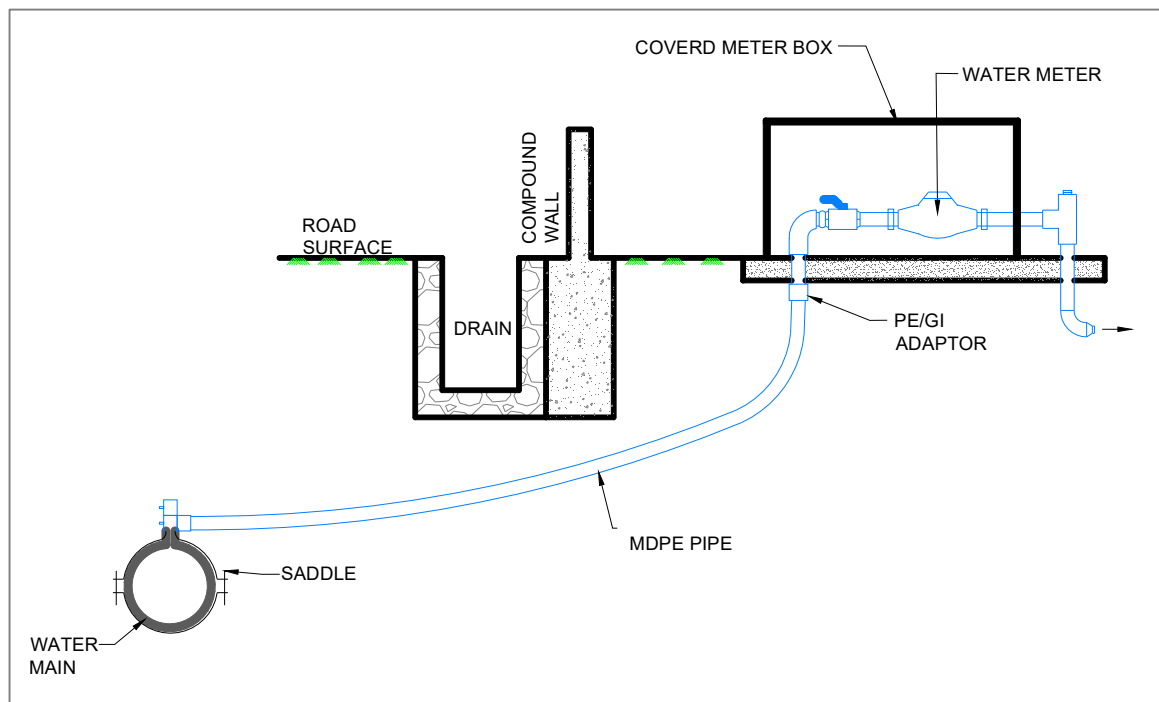 COVERD METER BOX
WATER METER
COMPOUND
WALL
ROAD
SURFACE
DRAIN
PE/GI
ADAPTOR
MDPE PIPE
SADDLE
WATER
MAIN